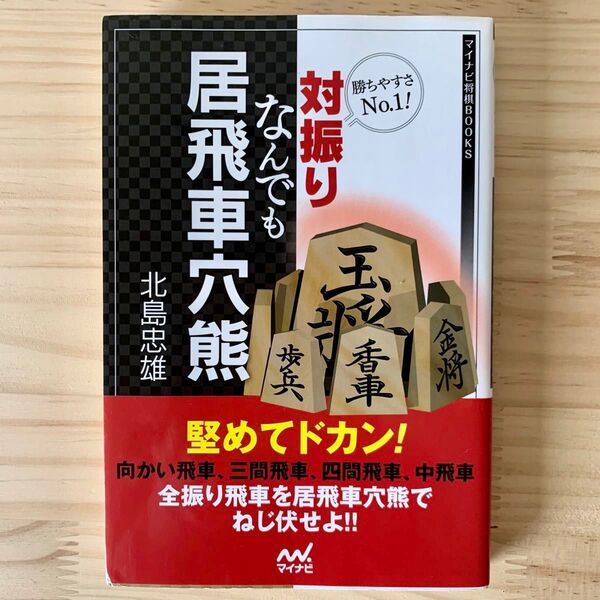 マイナビ将棋BOOKS
勝ちやすさ
No.1!
対振り
なんでも
居飛車穴熊
北島忠雄
玉将
歩兵
香車
金将
堅めてドカン!
向かい飛車、三間飛車、四間飛車、中飛車
全振り飛車を居飛車穴熊で
ねじ伏せよ!!
マイナビ